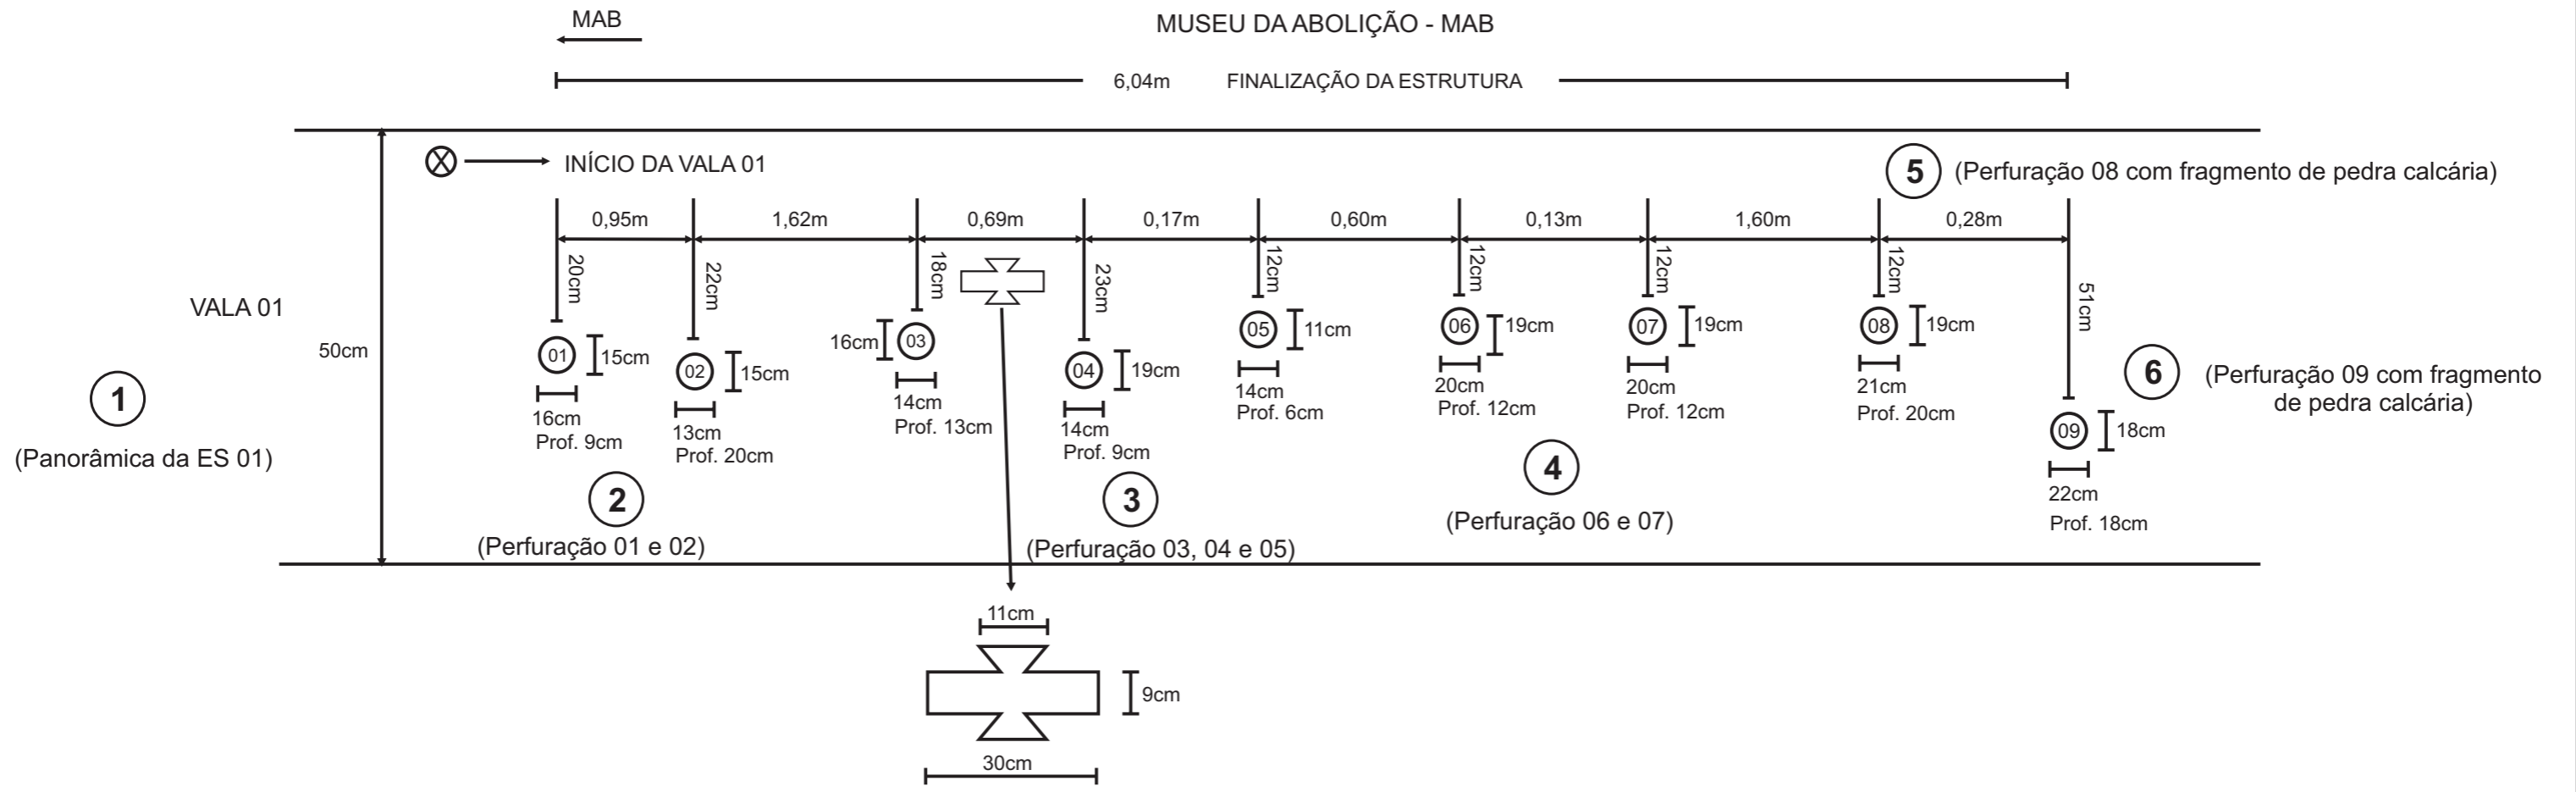 MAB
MUSEU DA ABOLIÇÃO - MAB
6,04m
FINALIZAÇÃO DA ESTRUTURA
INÍCIO DA VALA 01
5
(Perfuração 08 com fragmento de pedra calcária)
0,95m
1,62m
0,69m
0,17m
0,60m
0,13m
1,60m
0,28m
20cm
22cm
18cm
23cm
12cm
12cm
12cm
12cm
51cm
VALA 01
50cm
1
(Panorâmica da ES 01)
01
15cm
16cm
Prof. 9cm
02
15cm
13cm
Prof. 20cm
2
(Perfuração 01 e 02)
16cm
03
14cm
Prof. 13cm
04
19cm
14cm
Prof. 9cm
3
(Perfuração 03, 04 e 05)
05
11cm
14cm
Prof. 6cm
06
19cm
20cm
Prof. 12cm
4
(Perfuração 06 e 07)
07
19cm
20cm
Prof. 12cm
08
19cm
21cm
Prof. 20cm
6
(Perfuração 09 com fragmento
de pedra calcária)
09
18cm
22cm
Prof. 18cm
11cm
9cm
30cm